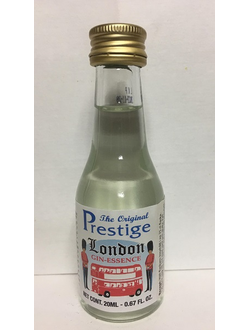 The Original
Prestige
London
GIN-ESSENCE
NET CONT. 20ML - 0.67 FL. OZ.